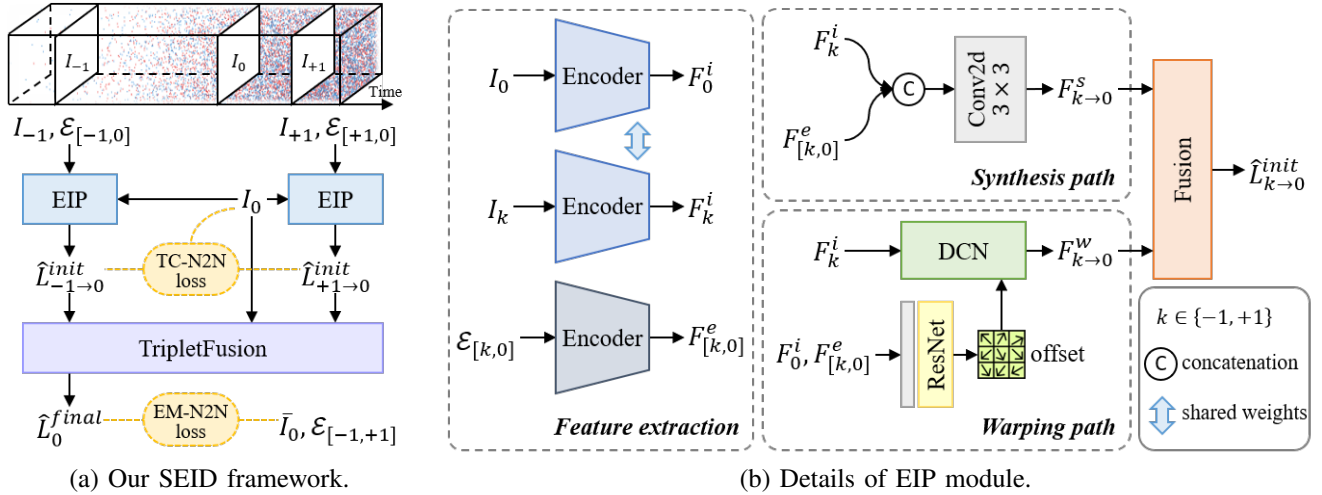 I_{-1}
I_0
I_{+1}
Time
I_{-1}, ℰ_{[-1,0]}
I_{+1}, ℰ_{[+1,0]}
EIP
I_0
EIP
TC-N2N
loss
L̂^{init}_{-1→0}
L̂^{init}_{+1→0}
TripletFusion
L̂^{final}_0
EM-N2N
loss
Ī_0, ℰ_{[-1,+1]}
(a) Our SEID framework.
I_0
Encoder
F^i_0
I_k
Encoder
F^i_k
ℰ_{[k,0]}
Encoder
F^e_{[k,0]}
Feature extraction
F^i_k
F^e_{[k,0]}
C
Conv2d
3 × 3
F^s_{k→0}
Synthesis path
F^i_k
DCN
F^w_{k→0}
F^i_0, F^e_{[k,0]}
ResNet
offset
Warping path
Fusion
L̂^{init}_{k→0}
k ∈ {−1, +1}
C concatenation
shared weights
(b) Details of EIP module.